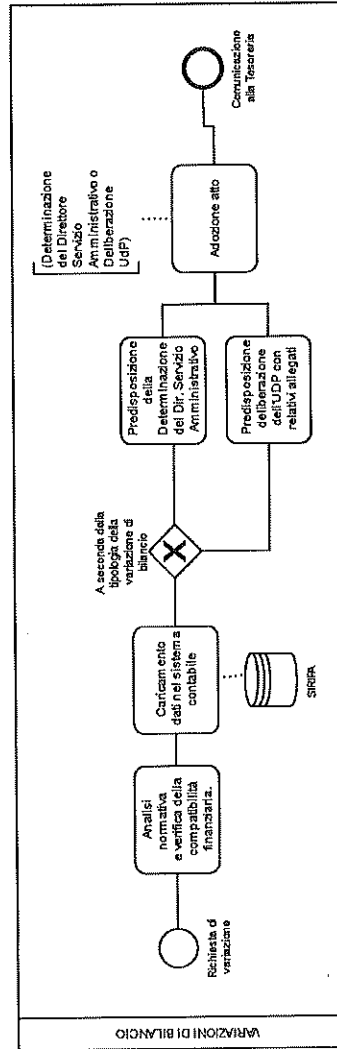 VARIAZIONI DI BILANCIO
Richiesta di
variazione
Analisi
normativa
e verifica della
compatibilità
finanziaria.
Caricamento
dati nel sistema
contabile
SIRIPA
A seconda della
tipologia della
variazione di
bilancio
Predisposizione
della
Determinazione
del Dir. Servizio
Amministrativo
Predisposizione
deliberazione
dell'UDP con
relativi allegati
(Determinazione
del Direttore
Servizio
Amministrativo o
Deliberazione
UdP)
Adozione atto
Comunicazione
alla Tesoreria